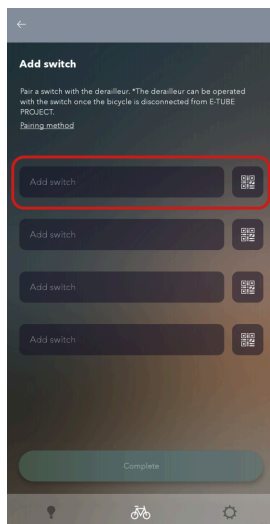 Add switch
Pair a switch with the derailleur. *The derailleur can be operated
with the switch once the bicycle is disconnected from E-TUBE
PROJECT.
Pairing method
Add switch
Add switch
Add switch
Add switch
Complete